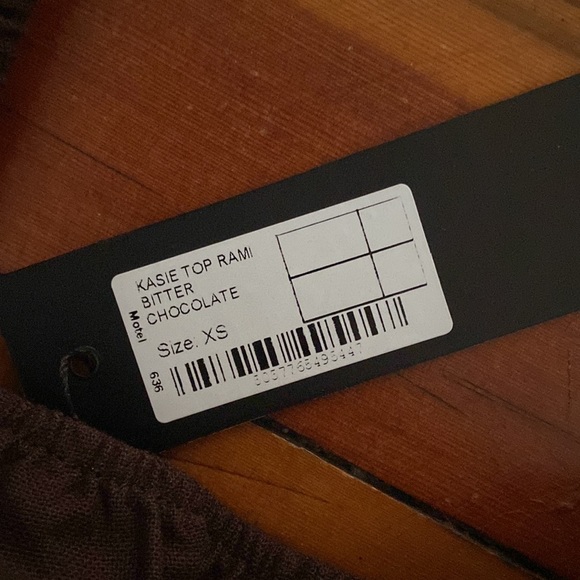 KASIE TOP RAMI
BITTER
CHOCOLATE
Size. XS
Motel
636